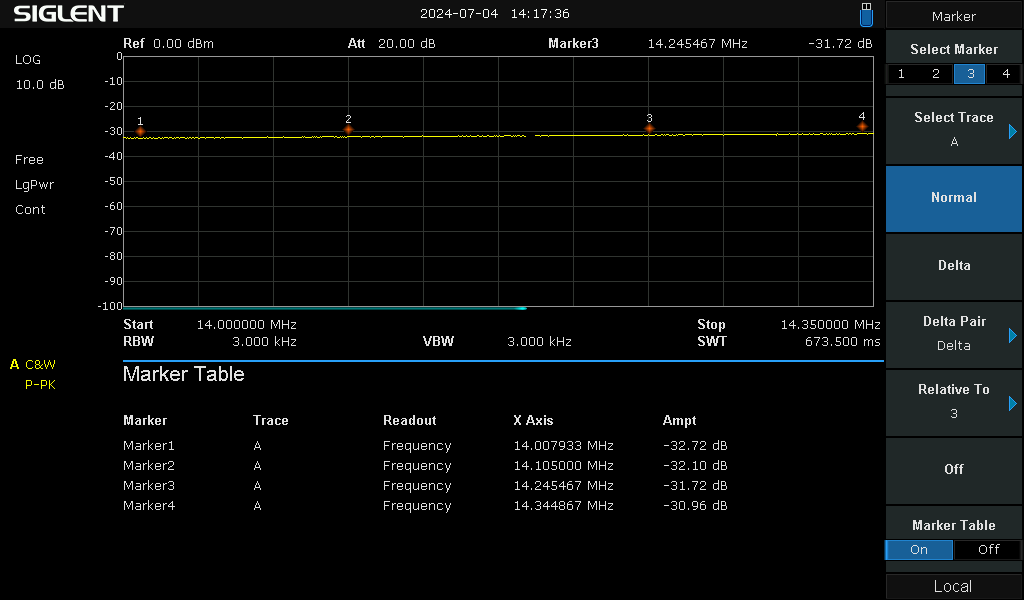 SIGLENT
2024-07-04 14:17:36
Marker
Ref 0.00 dBm Att 20.00 dB Marker3 14.245467 MHz -31.72 dB
LOG
10.0 dB
Free
LgPwr
Cont
A C&W
P-PK
0
-10
-20
-30
-40
-50
-60
-70
-80
-90
-100
1 2 3 4
Start 14.000000 MHz Stop 14.350000 MHz
RBW 3.000 kHz VBW 3.000 kHz SWT 673.500 ms
Marker Table
Marker Trace Readout X Axis Ampt
Marker1 A Frequency 14.007933 MHz -32.72 dB
Marker2 A Frequency 14.105000 MHz -32.10 dB
Marker3 A Frequency 14.245467 MHz -31.72 dB
Marker4 A Frequency 14.344867 MHz -30.96 dB
Select Marker
1 2 3 4
Select Trace
A
Normal
Delta
Delta Pair
Delta
Relative To
3
Off
Marker Table
On Off
Local